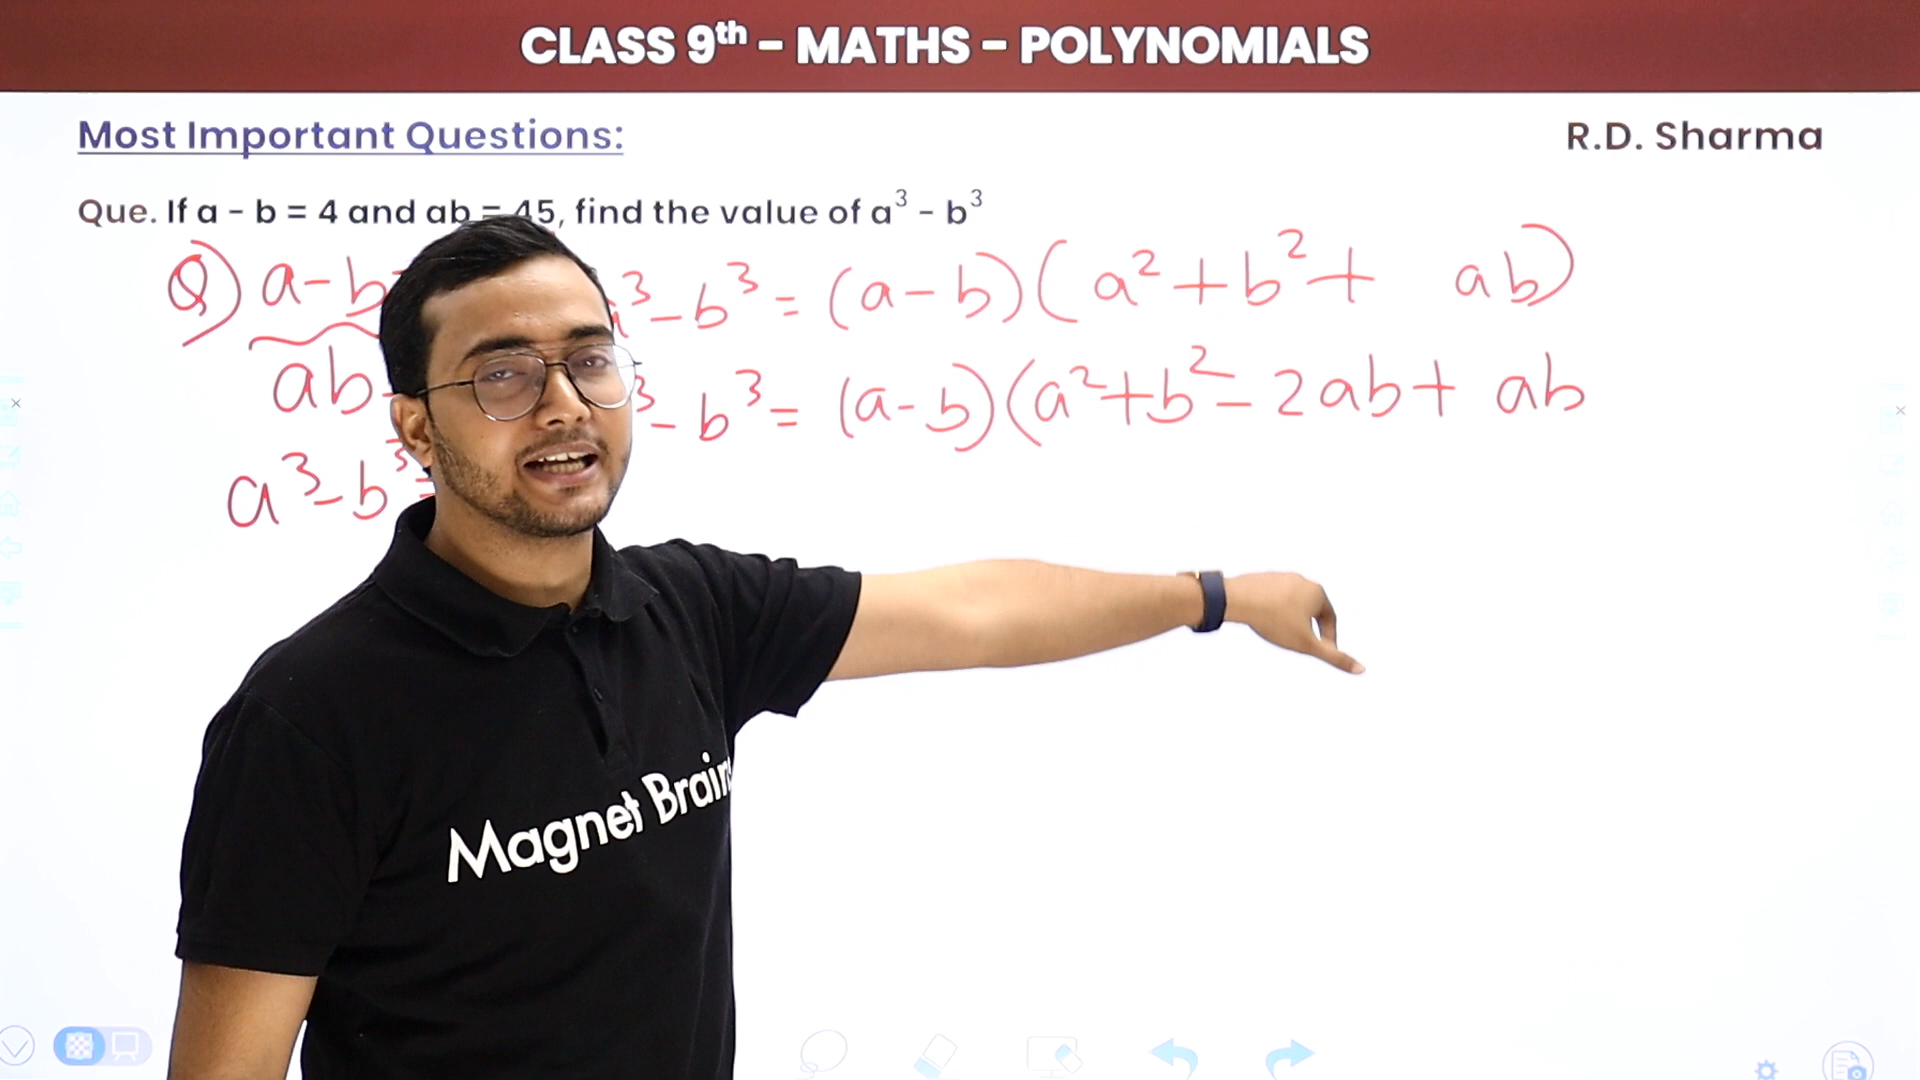 CLASS 9th – MATHS – POLYNOMIALS
Most Important Questions:
R.D. Sharma
Que. If a - b = 4 and ab = 45, find the value of a³ - b³
Q) a-b
³-b³= (a-b)(a²+b²+ ab)
ab
³-b³= (a-b)(a²+b²-2ab+ ab
a³-b³=
Magnet Brain